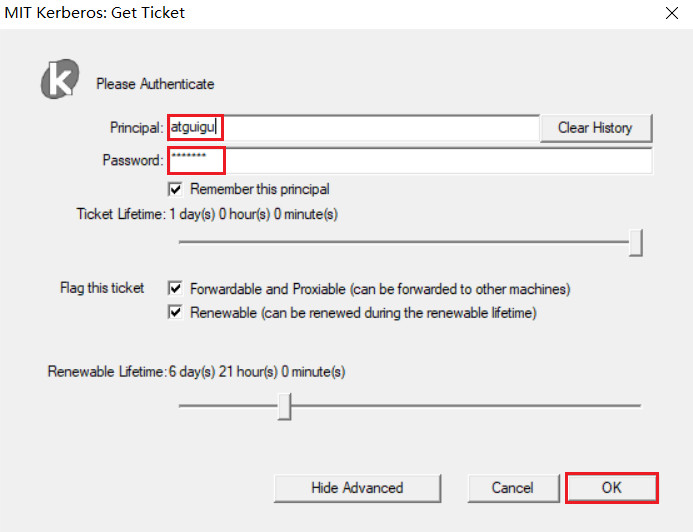 MIT Kerberos: Get Ticket
k
Please Authenticate
Principal: atguigu Clear History
Password: *******
Remember this principal
Ticket Lifetime: 1 day(s) 0 hour(s) 0 minute(s)
Flag this ticket Forwardable and Proxiable (can be forwarded to other machines)
Renewable (can be renewed during the renewable lifetime)
Renewable Lifetime: 6 day(s) 21 hour(s) 0 minute(s)
Hide Advanced Cancel OK